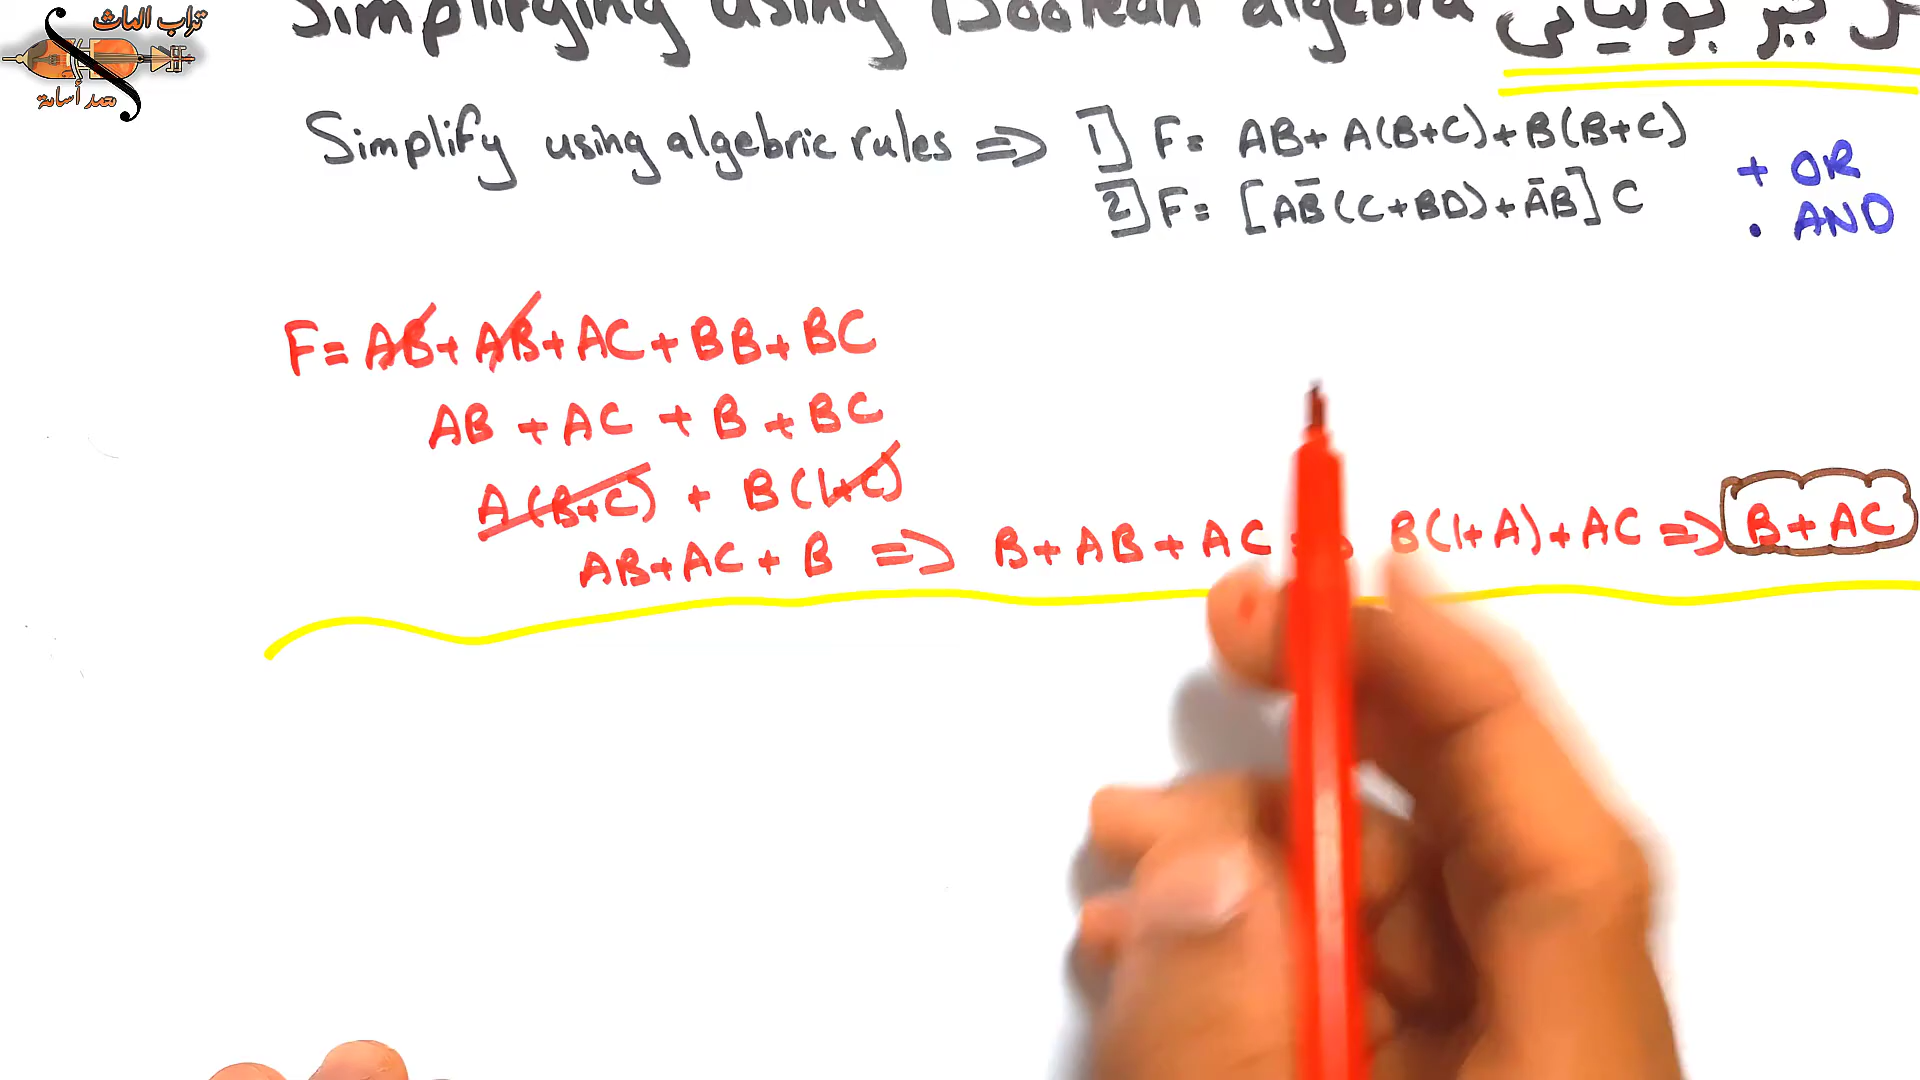 تراب الماث
محمد أسامة
Simplifying using Boolean algebra
Simplify using algebric rules => 1] F= AB+ A(B+C)+B(B+C)
2] F= [AB̅(C+BD)+A̅B] C
+ OR
. AND
F= AB+ AB+AC+BB+BC
AB +AC +B +BC
A(B+C) + B(1+C)
AB+AC+B => B+AB+AC => B(1+A)+AC => B+AC